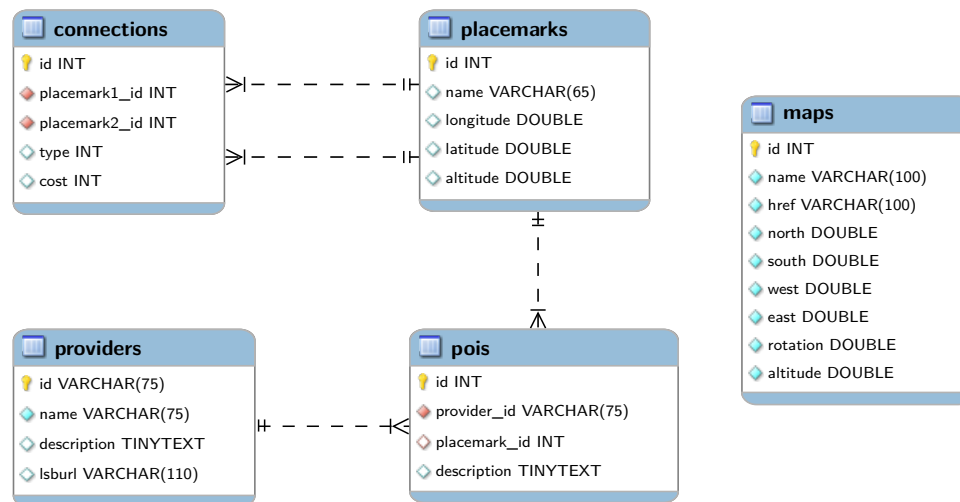 connections
id INT
placemark1_id INT
placemark2_id INT
type INT
cost INT
placemarks
id INT
name VARCHAR(65)
longitude DOUBLE
latitude DOUBLE
altitude DOUBLE
maps
id INT
name VARCHAR(100)
href VARCHAR(100)
north DOUBLE
south DOUBLE
west DOUBLE
east DOUBLE
rotation DOUBLE
altitude DOUBLE
providers
id VARCHAR(75)
name VARCHAR(75)
description TINYTEXT
lsburl VARCHAR(110)
pois
id INT
provider_id VARCHAR(75)
placemark_id INT
description TINYTEXT